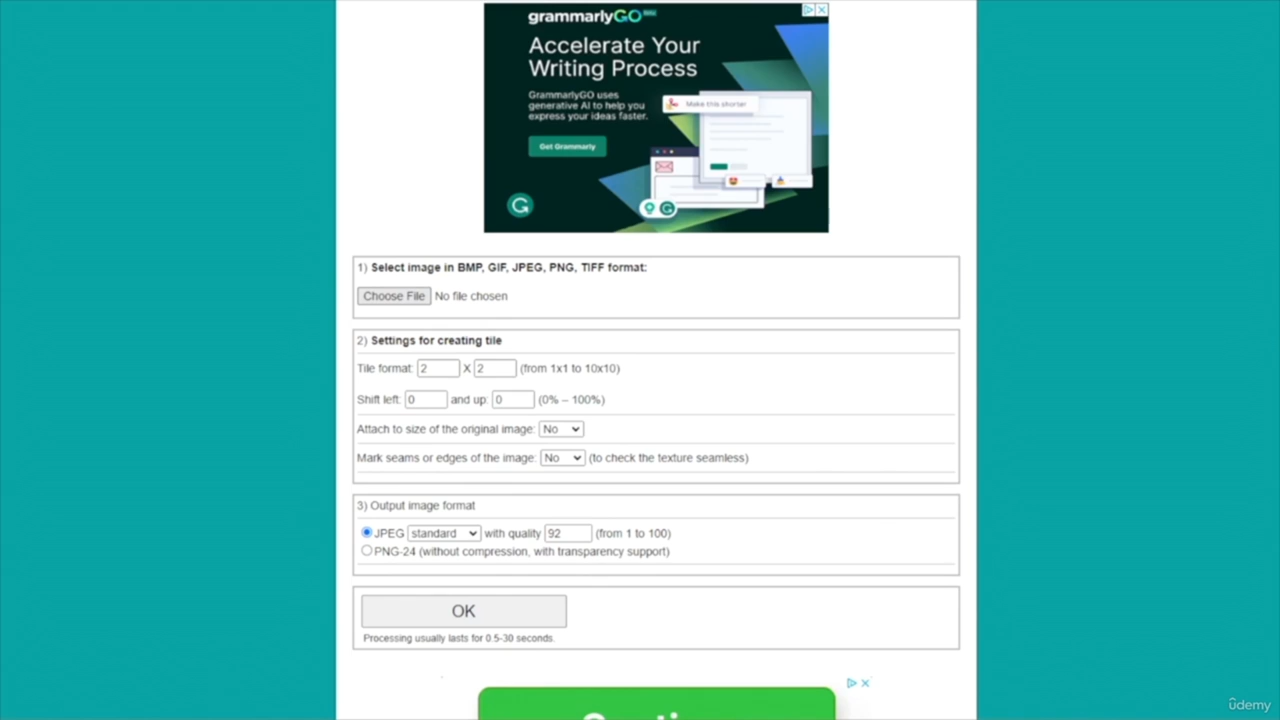 grammarlyGO Beta
Accelerate Your
Writing Process
GrammarlyGO uses
generative AI to help you
express your ideas faster.
Make this shorter
Get Grammarly
1) Select image in BMP, GIF, JPEG, PNG, TIFF format:
Choose File No file chosen
2) Settings for creating tile
Tile format: 2 X 2 (from 1x1 to 10x10)
Shift left: 0 and up: 0 (0% – 100%)
Attach to size of the original image: No
Mark seams or edges of the image: No (to check the texture seamless)
3) Output image format
JPEG standard with quality 92 (from 1 to 100)
PNG-24 (without compression, with transparency support)
OK
Processing usually lasts for 0.5-30 seconds.
ûdemy